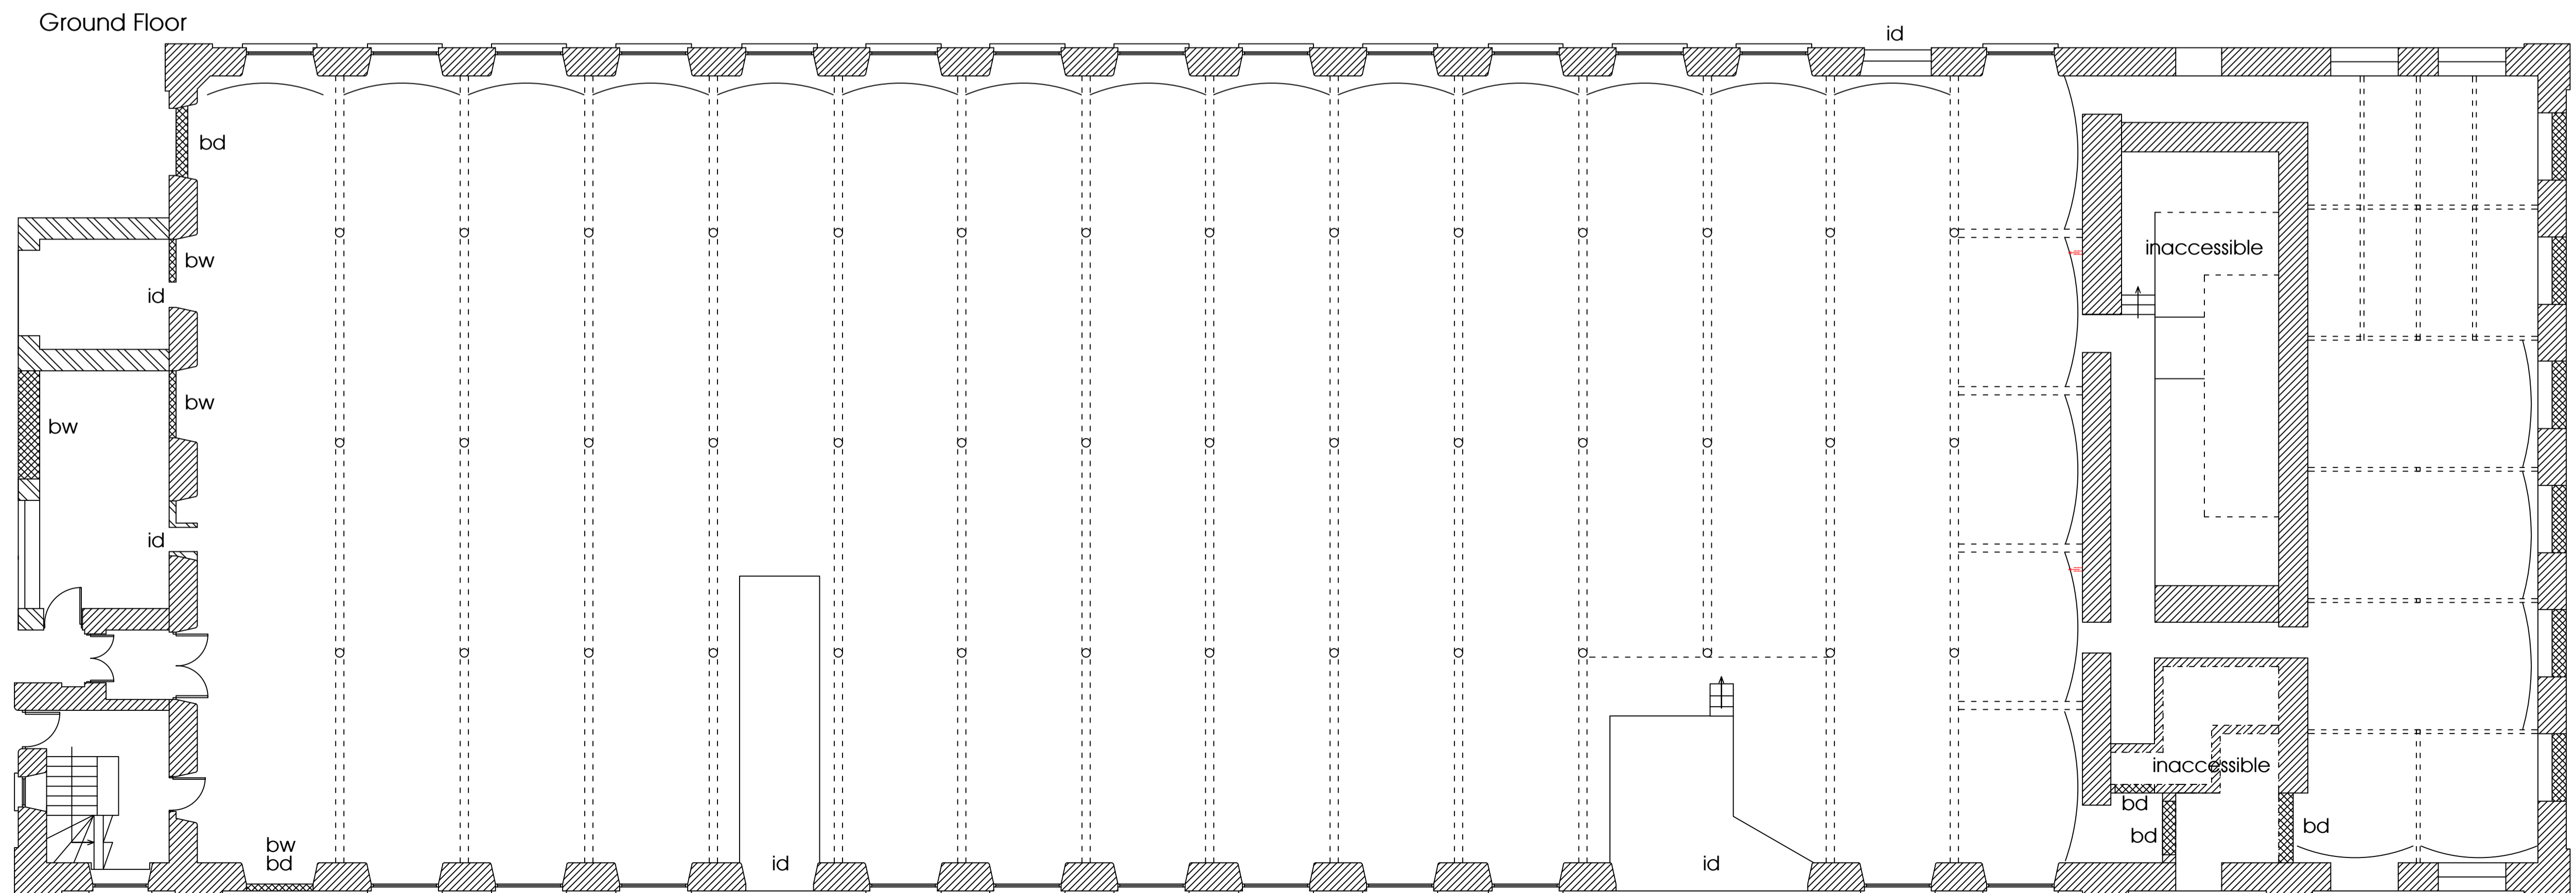 Ground Floor
id
bd
bw
inaccessible
id
bw
bw
id
inaccessible
bd
bd
bd
bw
bd
id
id